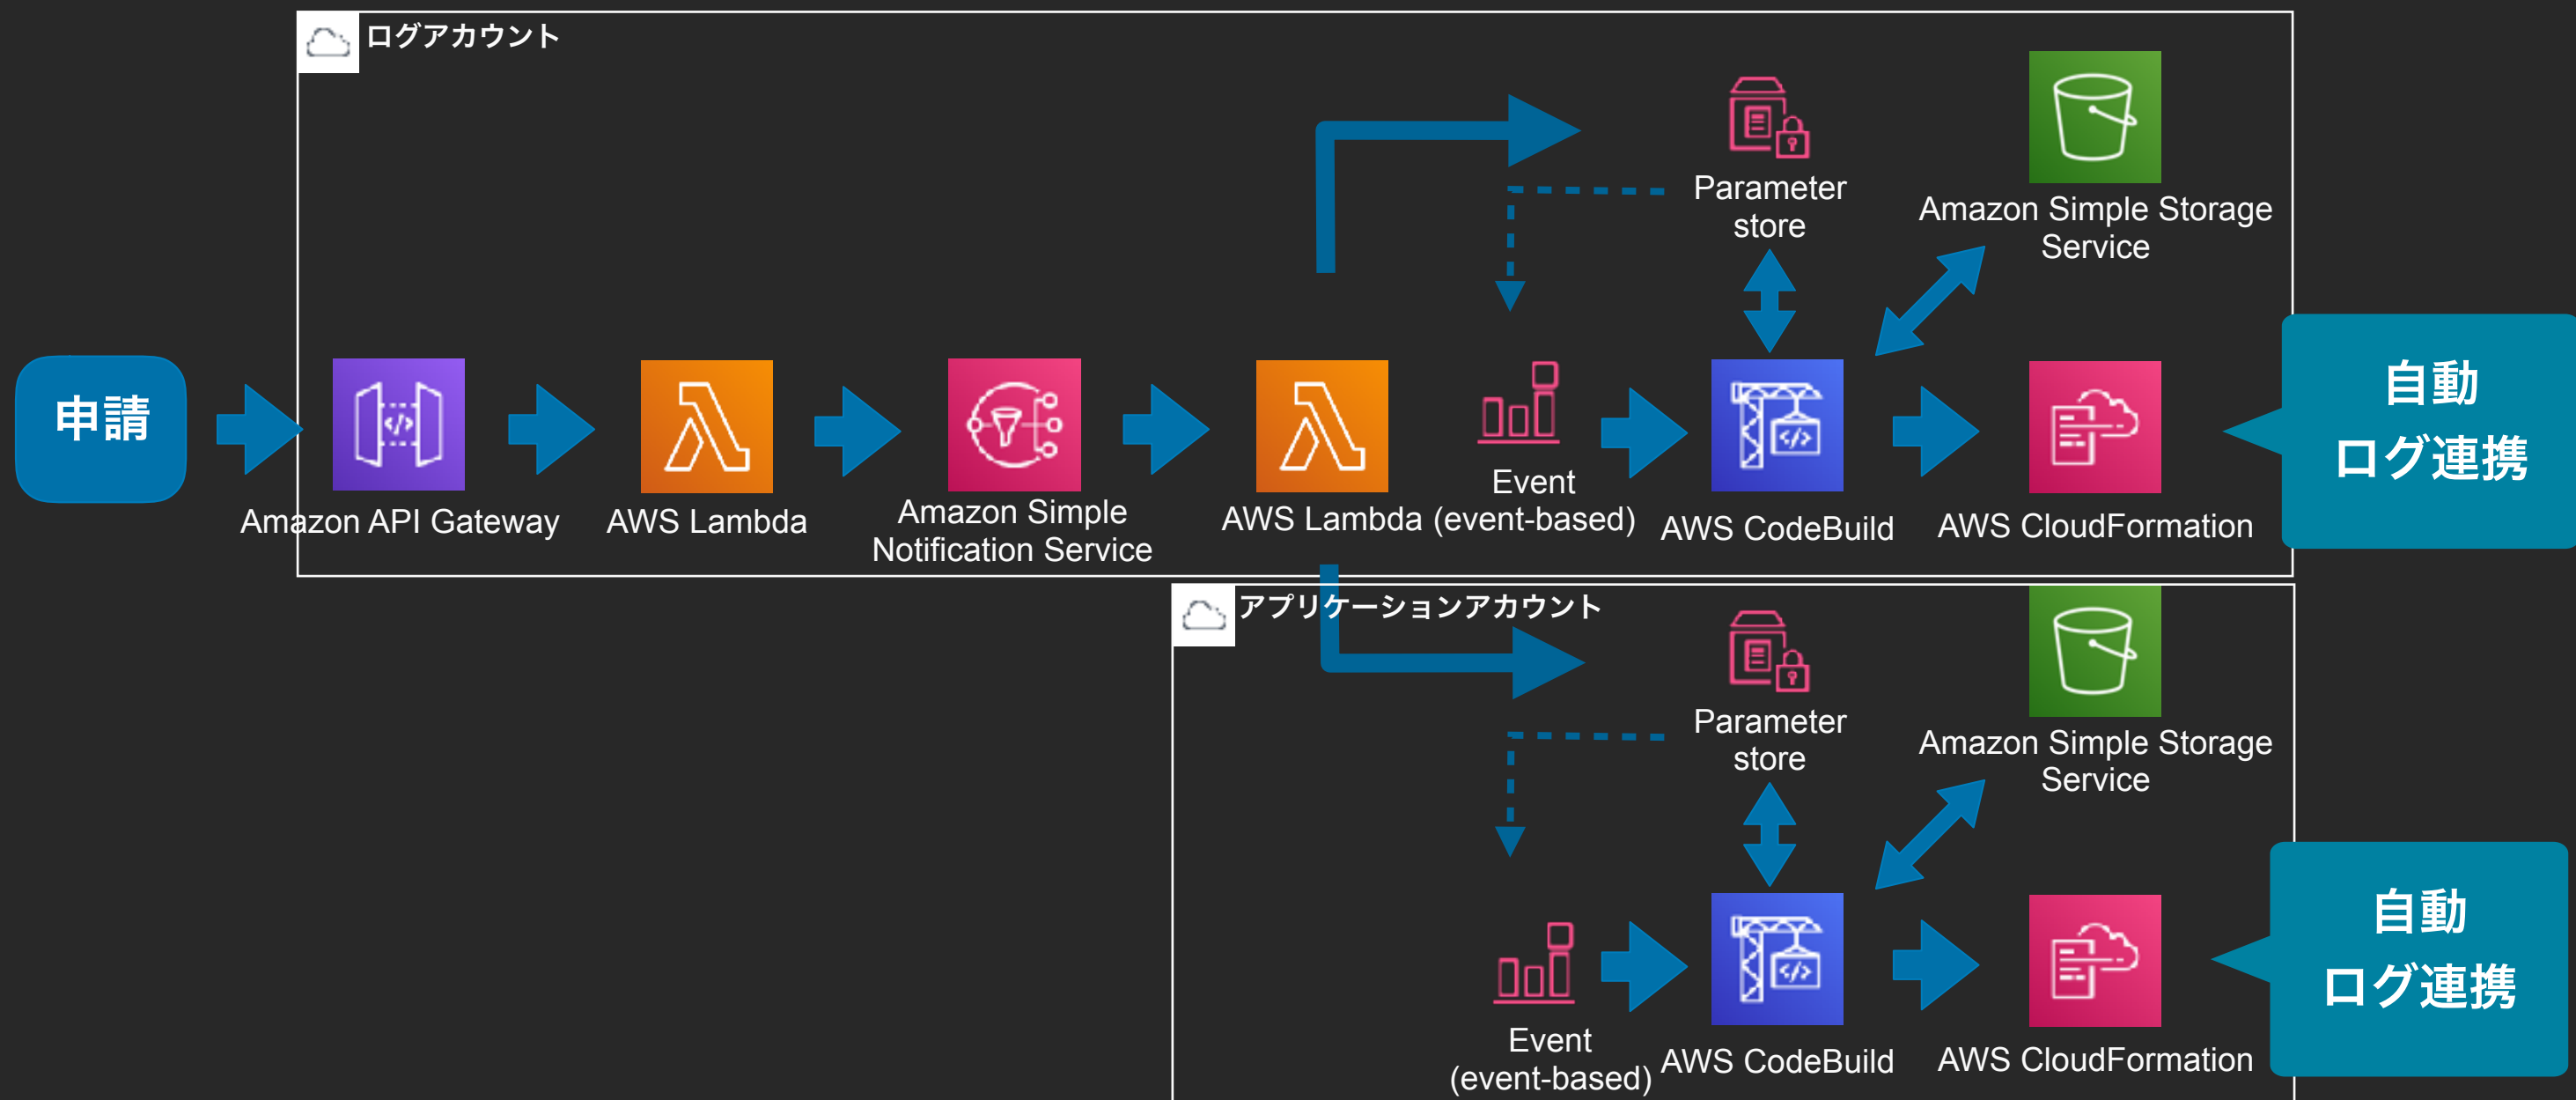 ログアカウント
申請
Amazon API Gateway
AWS Lambda
Amazon Simple
Notification Service
AWS Lambda
Event
(event-based)
Parameter
store
AWS CodeBuild
Amazon Simple Storage
Service
AWS CloudFormation
自動
ログ連携
アプリケーションアカウント
Parameter
store
Amazon Simple Storage
Service
Event
(event-based)
AWS CodeBuild
AWS CloudFormation
自動
ログ連携